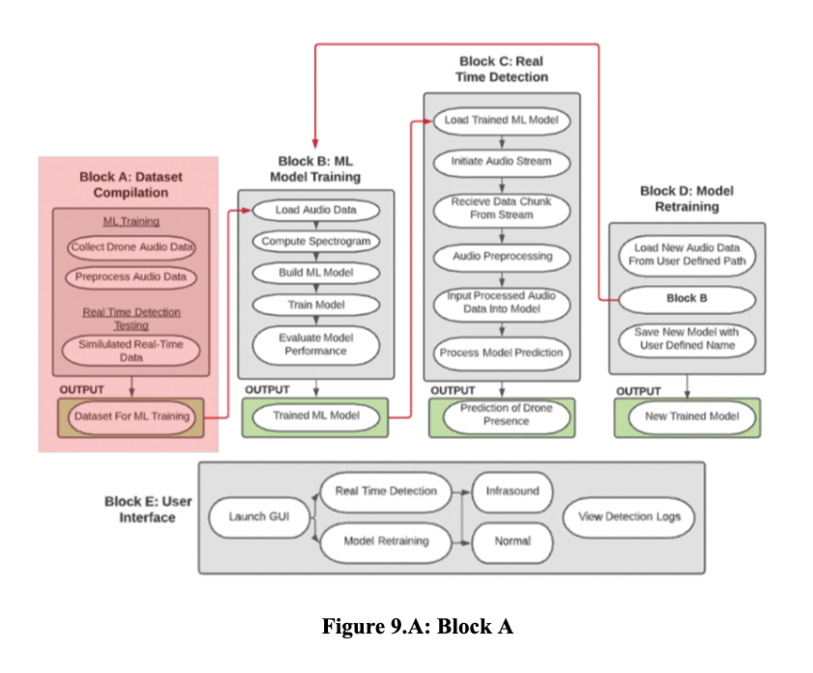 Block A: Dataset
Compilation
ML Training
Collect Drone Audio Data
Preprocess Audio Data
Real Time Detection
Testing
Similulated Real-Time
Data
OUTPUT
Dataset For ML Training
Block B: ML
Model Training
Load Audio Data
Compute Spectrogram
Build ML Model
Train Model
Evaluate Model
Performance
OUTPUT
Trained ML Model
Block C: Real
Time Detection
Load Trained ML Model
Initiate Audio Stream
Recieve Data Chunk
From Stream
Audio Preprocessing
Input Processed Audio
Data Into Model
Process Model Prediction
OUTPUT
Prediction of Drone
Presence
Block D: Model
Retraining
Load New Audio Data
From User Defined Path
Block B
Save New Model with
User Defined Name
OUTPUT
New Trained Model
Block E: User
Interface
Launch GUI
Real Time Detection
Model Retraining
Infrasound
Normal
View Detection Logs
Figure 9.A: Block A